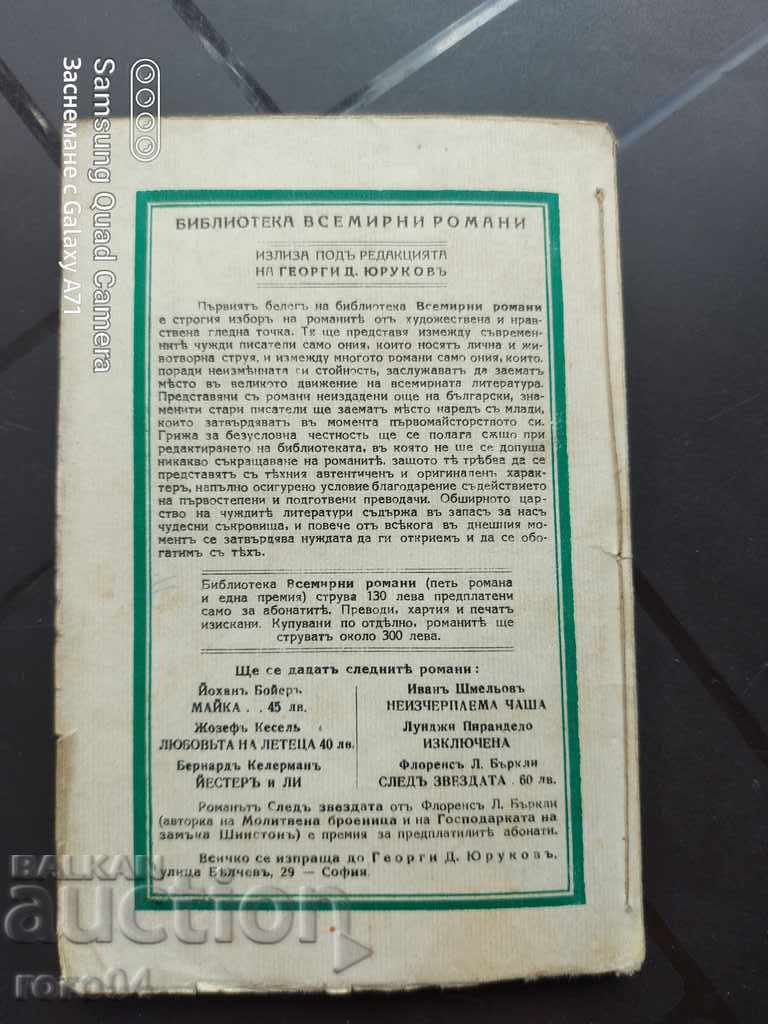 Samsung Quad Camera
Заснемане с Galaxy A71
БИБЛИОТЕКА ВСЕМИРНИ РОМАНИ
ИЗЛИЗА ПОДЪ РЕДАКЦИЯТА
НА ГЕОРГИ Д. ЮРУКОВЪ
Първиятъ белегъ на библиотека Всемирни романи
е строгия изборъ на романитѣ отъ художествена и нрав-
ствена гледна точка. Тя ще представя измежду съвремен-
нитѣ чужди писатели само ония, които носятъ лична и жи-
вотворна струя, и измежду многото романи само ония, които,
поради неизмѣнната си стойность, заслужаватъ да заематъ
мѣсто въ великото движение на всемирната литература.
Представяни съ романи неиздадени още на български, зна-
менити стари писатели ще заематъ мѣсто наредъ съ млади,
които затвърдяватъ въ момента първомайсторството си.
Грижа за безусловна честность ще се полага сѫщо при
редактирането на библиотеката, въ която не ше се допуша
никакво съкращаване на романитѣ, защото тѣ трѣбва да се
представятъ съ тѣхния автентиченъ и оригиналенъ харак-
теръ, напълно осигурено условие благодарение съдействието
на първостепени и подготвени преводачи. Обширното цар-
ство на чуждитѣ литератури съдържа въ запасъ за насъ
чудесни съкровища, и повече отъ всѣкога въ днешния мо-
ментъ се затвърдява нуждата да ги откриемъ и да се обо-
гатимъ съ тѣхъ.
Библиотека Всемирни романи (петь романа
и една премия) струва 130 лева предплатени
само за абонатитѣ. Преводи, хартия и печатъ
изискани. Купувани по отдѣлно, романитѣ ще
струватъ около 300 лева.
Ще се дадатъ следнитѣ романи:
Йоханъ Бойеръ
МАЙКА . . 45 лв.
Жозефъ Кесель
ЛЮБОВЬТА НА ЛЕТЕЦА 40 лв.
Бернардъ Келерманъ
ЙЕСТЕРЪ и ЛИ
Иванъ Шмельовъ
НЕИЗЧЕРПАЕМА ЧАША
Луиджи Пирандело
ИЗКЛЮЧЕНА
Флоренсъ Л. Бъркли
СЛЕДЪ ЗВЕЗДАТА . 60 лв.
Романътъ Следъ звездата отъ Флоренсъ Л. Бъркли
(авторка на Молитвена броеница и на Господарката на
замъка Шинстонъ) е премия за предплатилитѣ абонати.
Всичко се изпраща до Георги Д. Юруковъ,
улица Бѣлчевъ, 29 — София.
BALKAN
auction
roko04